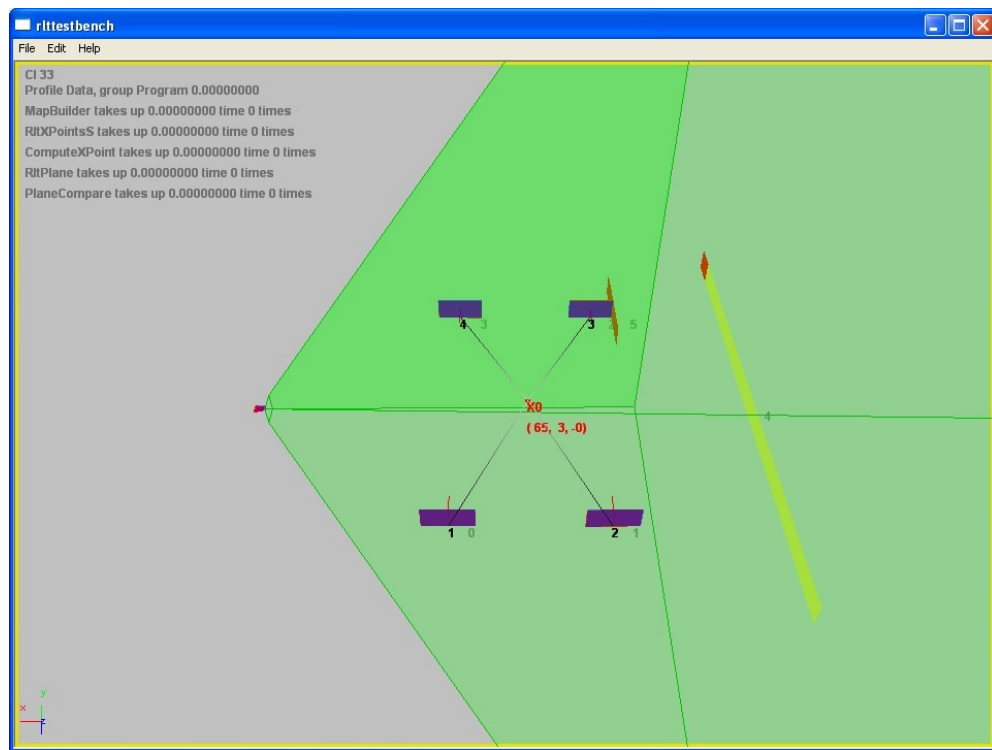 rlttestbench
File Edit Help
CI 33
Profile Data, group Program 0.00000000
MapBuilder takes up 0.00000000 time 0 times
RltXPointsS takes up 0.00000000 time 0 times
ComputeXPoint takes up 0.00000000 time 0 times
RltPlane takes up 0.00000000 time 0 times
PlaneCompare takes up 0.00000000 time 0 times
4 3 3 2 5
X0
4
( 65, 3, -0)
1 0 2 1
y
x
z